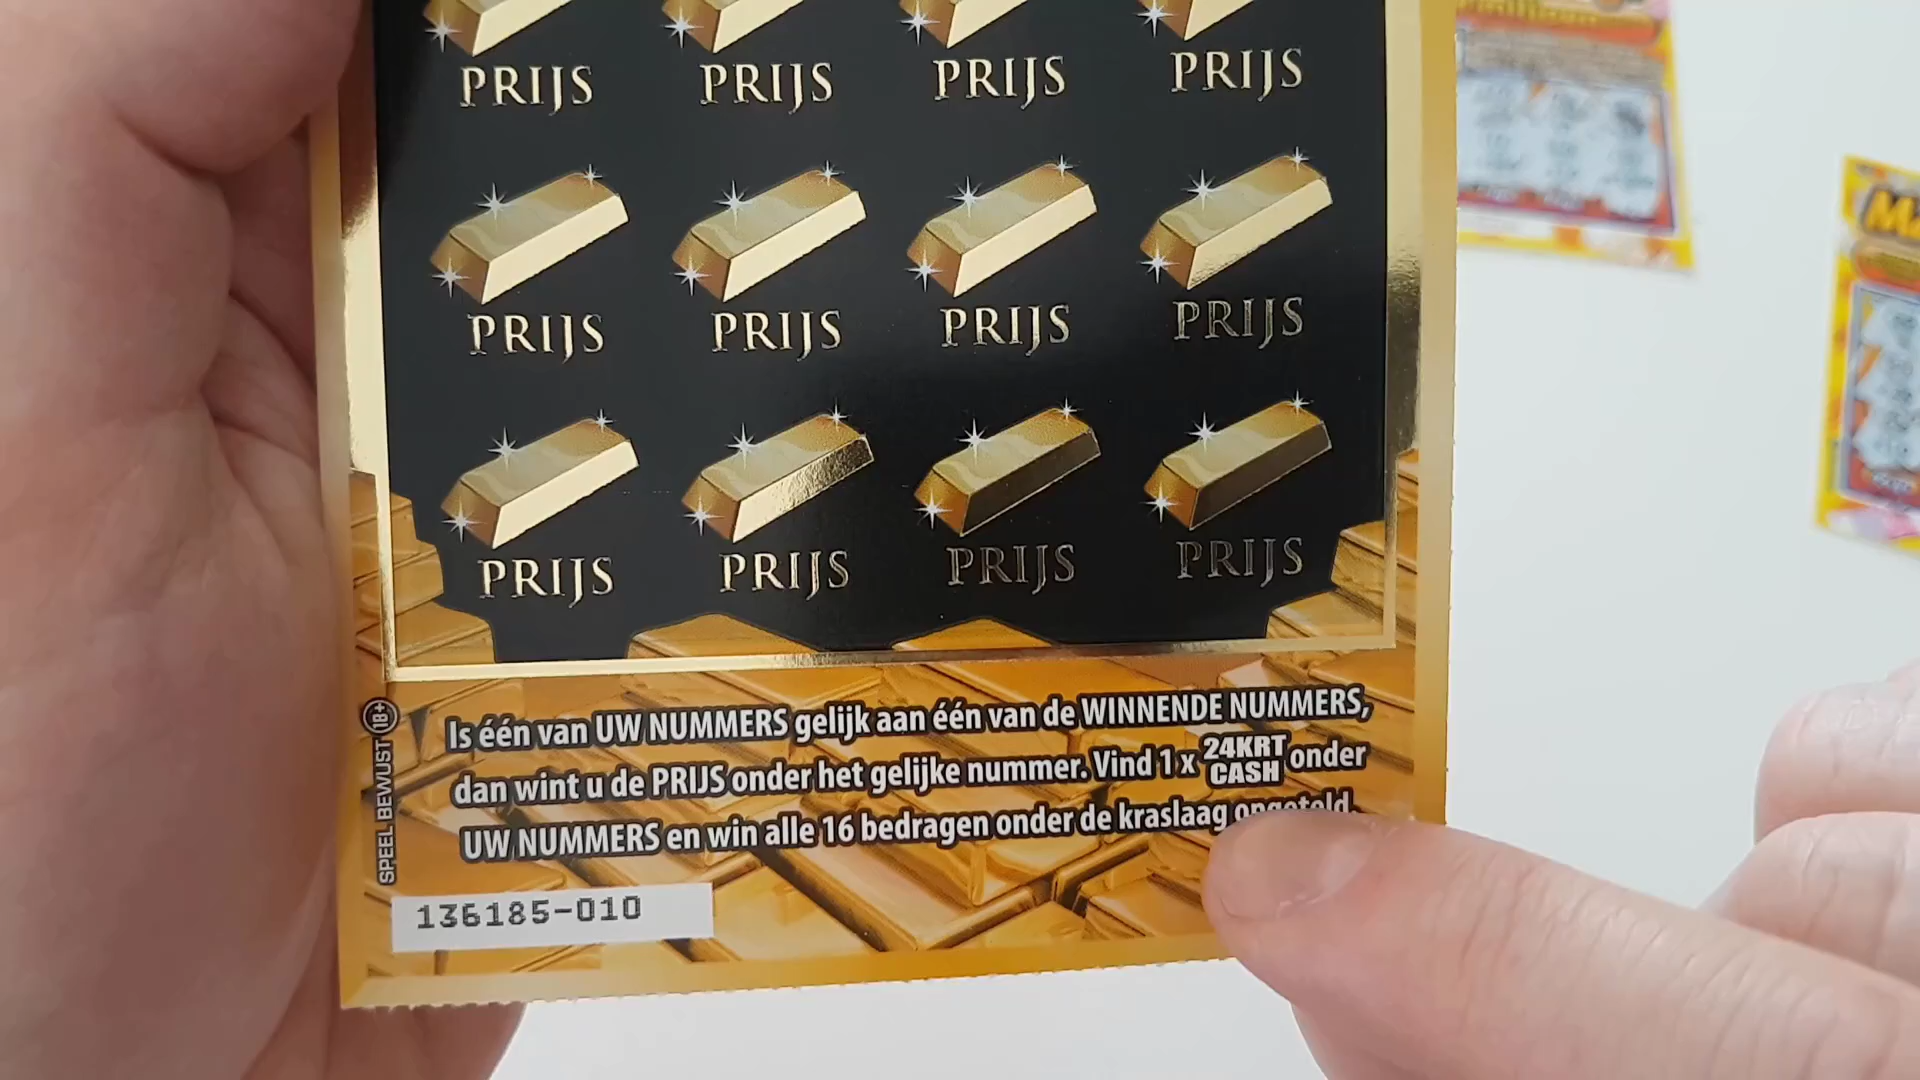 PRIJS PRIJS PRIJS PRIJS
PRIJS PRIJS PRIJS PRIJS
PRIJS PRIJS PRIJS PRIJS
Is één van UW NUMMERS gelijk aan één van de WINNENDE NUMMERS,
dan wint u de PRIJS onder het gelijke nummer. Vind 1 x 24KRT CASH onder
UW NUMMERS en win alle 16 bedragen onder de kraslaag opgeteld.
SPEEL BEWUST 18+
136185-010